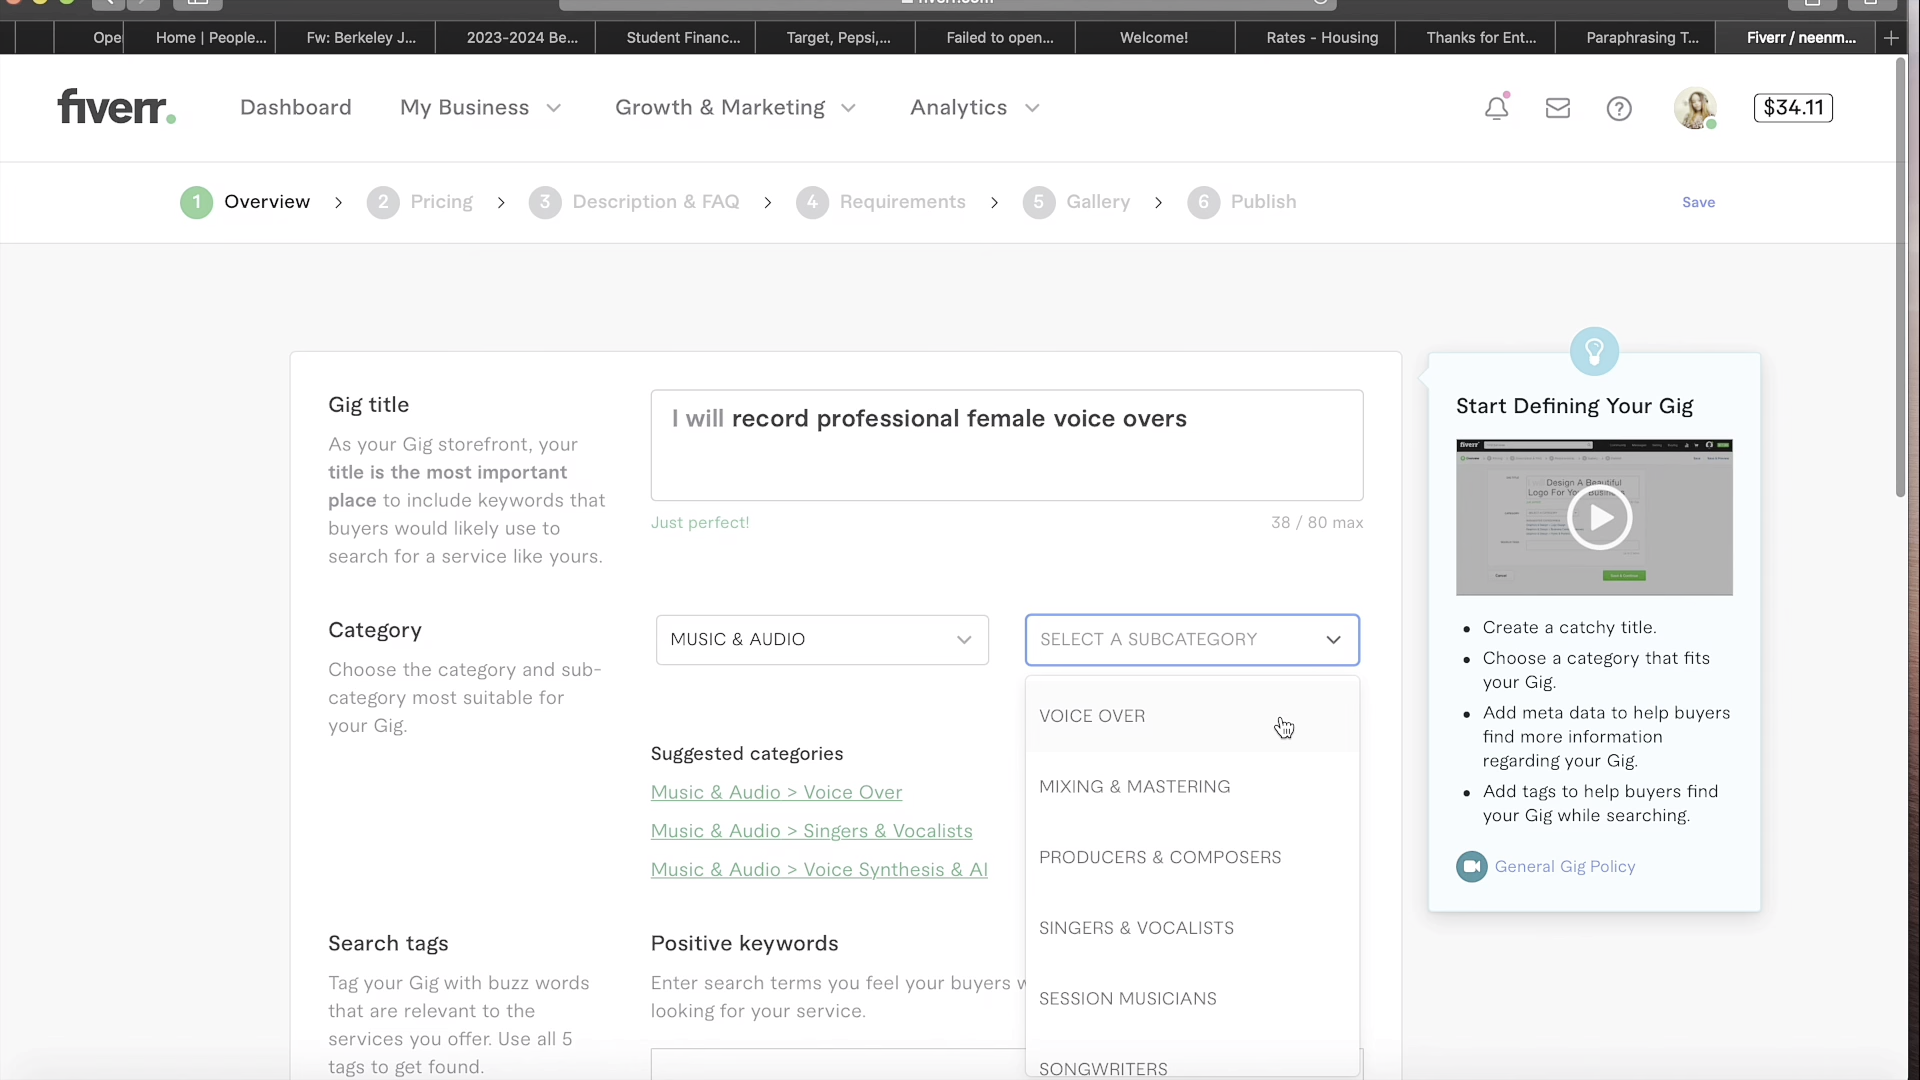 fiverr.com
Ope
Home | People...
Fw: Berkeley J...
2023-2024 Be...
Student Financ...
Target, Pepsi,...
Failed to open...
Welcome!
Rates - Housing
Thanks for Ent...
Paraphrasing T...
Fiverr / neenm...
fiverr.
Dashboard
My Business
Growth & Marketing
Analytics
$34.11
1 Overview
2 Pricing
3 Description & FAQ
4 Requirements
5 Gallery
6 Publish
Save
Gig title
As your Gig storefront, your
title is the most important
place to include keywords that
buyers would likely use to
search for a service like yours.
I will record professional female voice overs
Just perfect!
38 / 80 max
Category
Choose the category and sub-
category most suitable for
your Gig.
MUSIC & AUDIO
SELECT A SUBCATEGORY
VOICE OVER
MIXING & MASTERING
PRODUCERS & COMPOSERS
SINGERS & VOCALISTS
SESSION MUSICIANS
SONGWRITERS
Suggested categories
Music & Audio > Voice Over
Music & Audio > Singers & Vocalists
Music & Audio > Voice Synthesis & AI
Search tags
Tag your Gig with buzz words
that are relevant to the
services you offer. Use all 5
tags to get found.
Positive keywords
Enter search terms you feel your buyers
looking for your service.
Start Defining Your Gig
fiverr
Design A Beautiful
Logo For Your Business
Cancel
• Create a catchy title.
• Choose a category that fits
your Gig.
• Add meta data to help buyers
find more information
regarding your Gig.
• Add tags to help buyers find
your Gig while searching.
General Gig Policy